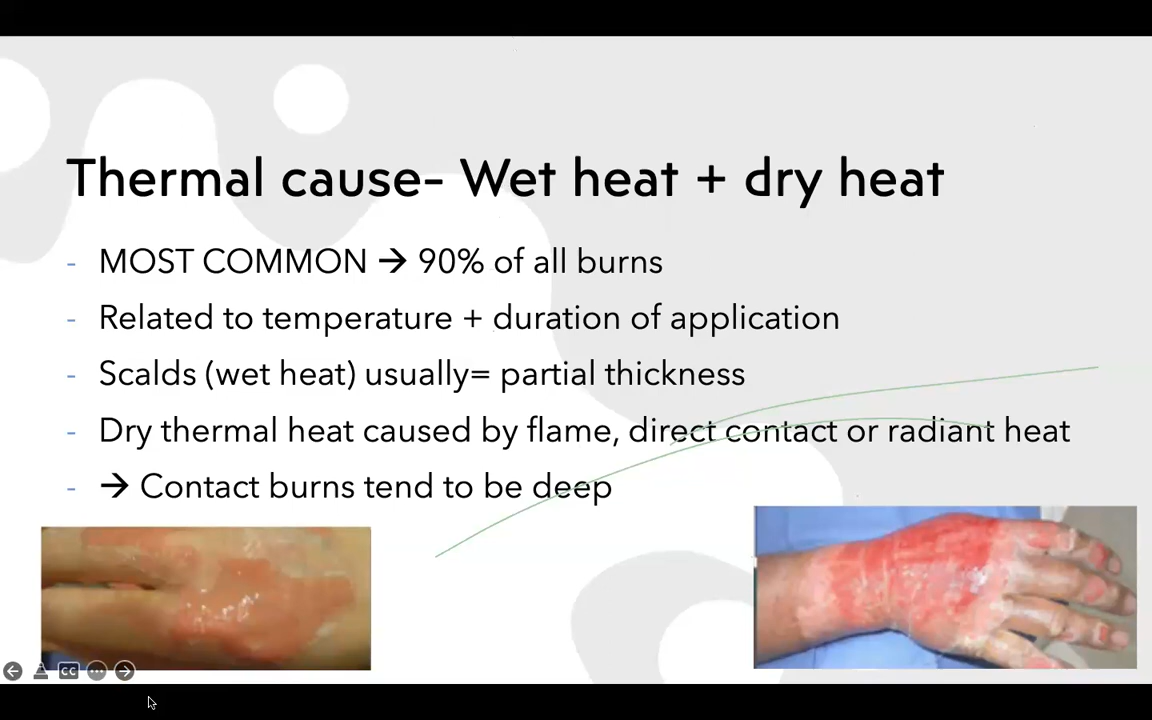 Thermal cause- Wet heat + dry heat
- MOST COMMON → 90% of all burns
- Related to temperature + duration of application
- Scalds (wet heat) usually= partial thickness
- Dry thermal heat caused by flame, direct contact or radiant heat
- → Contact burns tend to be deep
CC